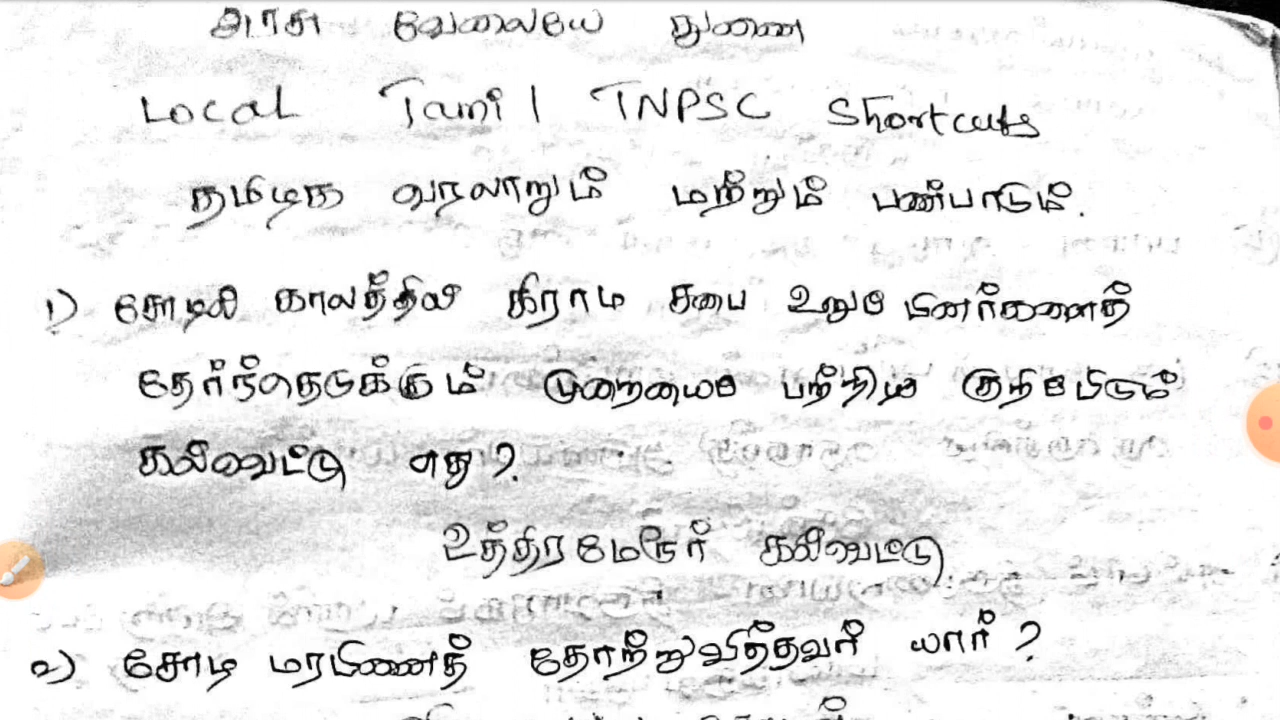 அரசு வேலையே துணை
Local Tamil TNPSC Shortcuts
தமிழக வரலாறும் மற்றும் பண்பாடும்.
1) சோழர் காலத்தில் கிராம சபை உறுப்பினர்களைத்
தேர்ந்தெடுக்கும் முறைமைப் பற்றிய குறிப்பிடும்
கல்வெட்டு எது?
உத்திரமேரூர் கல்வெட்டு
2) சோழ மரபிணைத் தோற்றுவித்தவர் யார்?